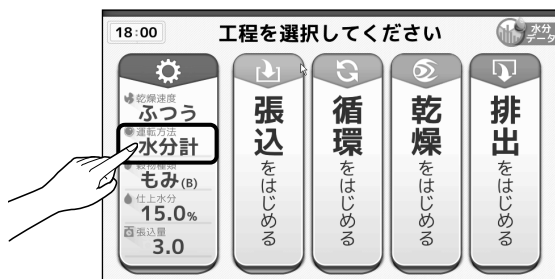 18:00
工程を選択してください
水分
データ
乾燥速度
ふつう
運転方法
水分計
穀物種類
もみ(B)
仕上水分
15.0%
張込量
3.0
張込をはじめる
循環をはじめる
乾燥をはじめる
排出をはじめる